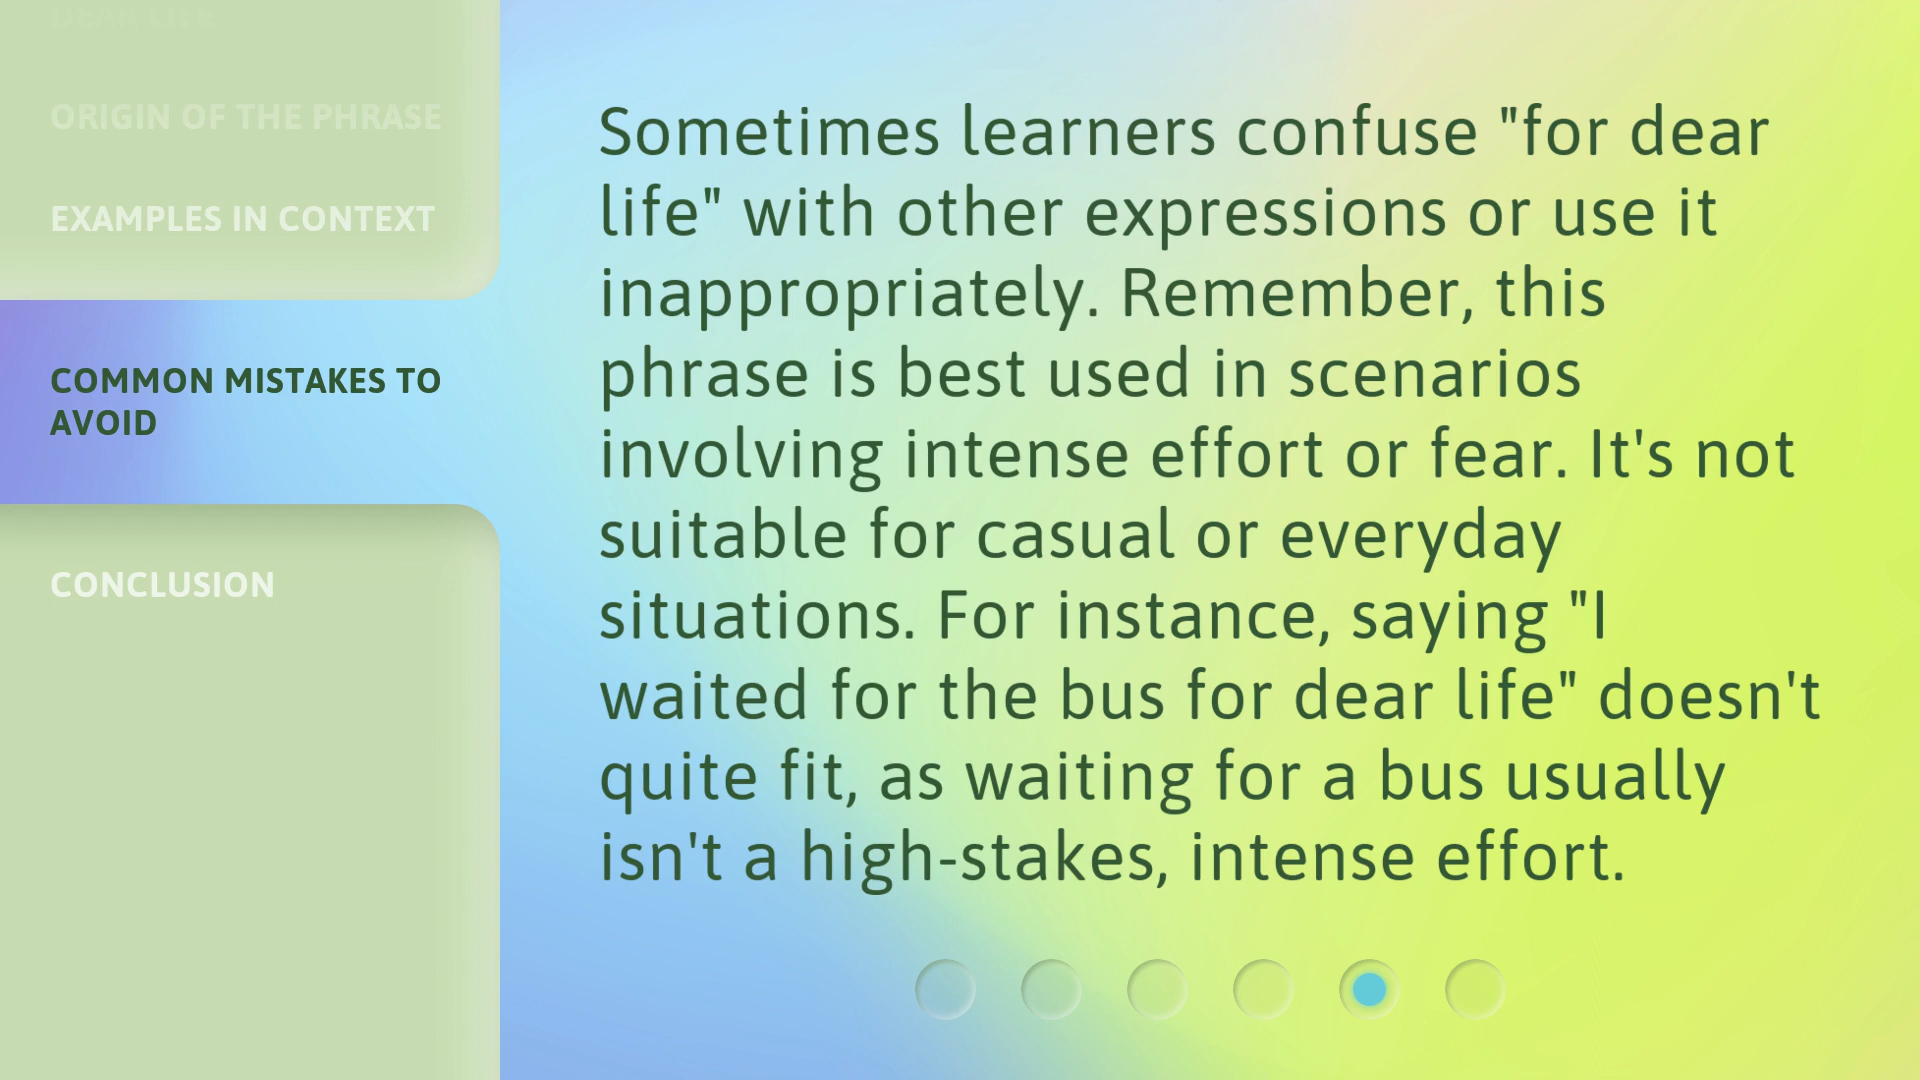 DEAR LIFE
ORIGIN OF THE PHRASE
EXAMPLES IN CONTEXT
COMMON MISTAKES TO
AVOID
CONCLUSION
Sometimes learners confuse "for dear
life" with other expressions or use it
inappropriately. Remember, this
phrase is best used in scenarios
involving intense effort or fear. It's not
suitable for casual or everyday
situations. For instance, saying "I
waited for the bus for dear life" doesn't
quite fit, as waiting for a bus usually
isn't a high-stakes, intense effort.